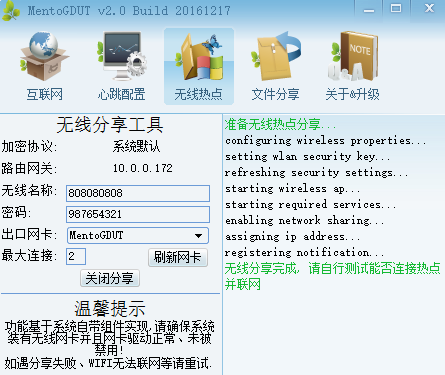 MentoGDUT v2.0 Build 20161217
互联网
心跳配置
无线热点
文件分享
NOTE
Q&A
关于&升级
无线分享工具
加密协议: 系统默认
路由网关: 10.0.0.172
无线名称: 808080808
密码: 987654321
出口网卡: MentoGDUT
最大连接: 2 刷新网卡
关闭分享
温馨提示
功能基于系统自带组件实现,请确保系统
装有无线网卡并且网卡驱动正常、未被
禁用!
如遇分享失败、WIFI无法联网等请重试.
准备无线热点分享...
configuring wireless properties...
setting wlan security key...
refreshing security settings...
starting wireless ap...
starting required services...
enabling network sharing...
assigning ip address...
registering notification...
无线分享完成, 请自行测试能否连接热点
并联网